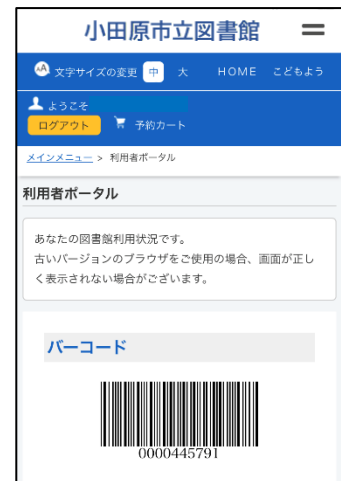 小田原市立図書館
文字サイズの変更 中 大 HOME こどもよう
ようこそ
ログアウト 予約カート
メインメニュー > 利用者ポータル
利用者ポータル
あなたの図書館利用状況です。
古いバージョンのブラウザをご使用の場合、画面が正し
く表示されない場合がございます。
バーコード
0000445791